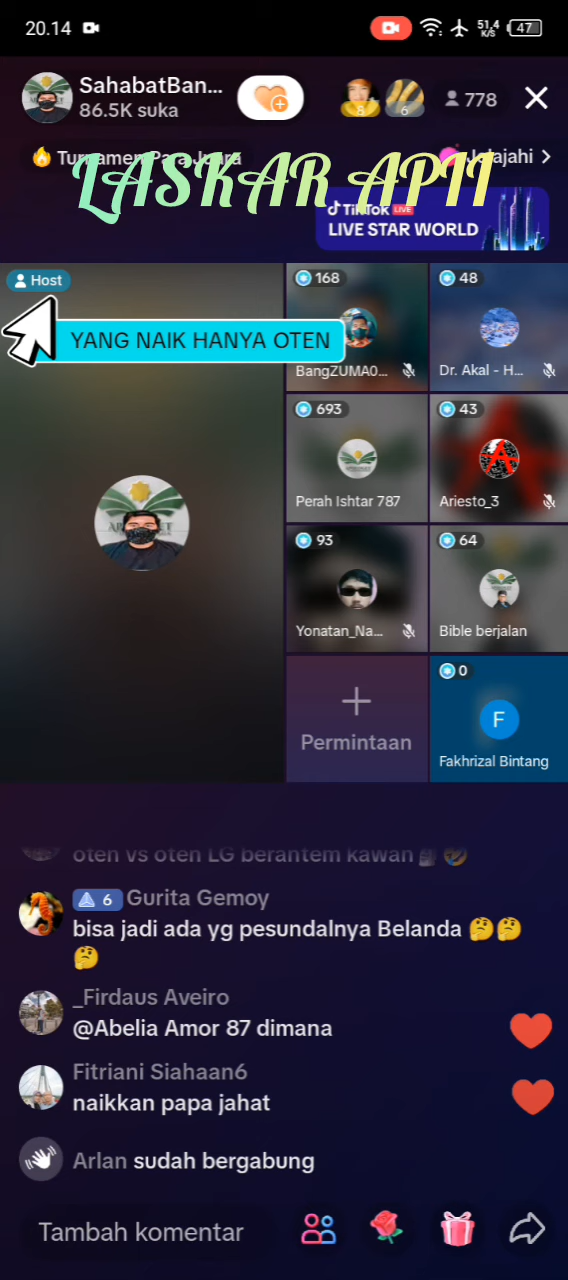 20.14
51,4
K/S
47
SahabatBan...
86.5K suka
8
6
778
Turnamen Para Juara
Jelajahi
LASKAR APII
TikTok LIVE
LIVE STAR WORLD
Host
YANG NAIK HANYA OTEN
168
BangZUMA0...
48
Dr. Akal - H...
693
Perah Ishtar 787
43
Ariesto_3
93
Yonatan_Na...
64
Bible berjalan
Permintaan
0
F
Fakhrizal Bintang
oten vs oten LG berantem kawan 🗿🤣
6 Gurita Gemoy
bisa jadi ada yg pesundalnya Belanda 🤔🤔
🤔
_Firdaus Aveiro
@Abelia Amor 87 dimana
Fitriani Siahaan6
naikkan papa jahat
Arlan sudah bergabung
Tambah komentar